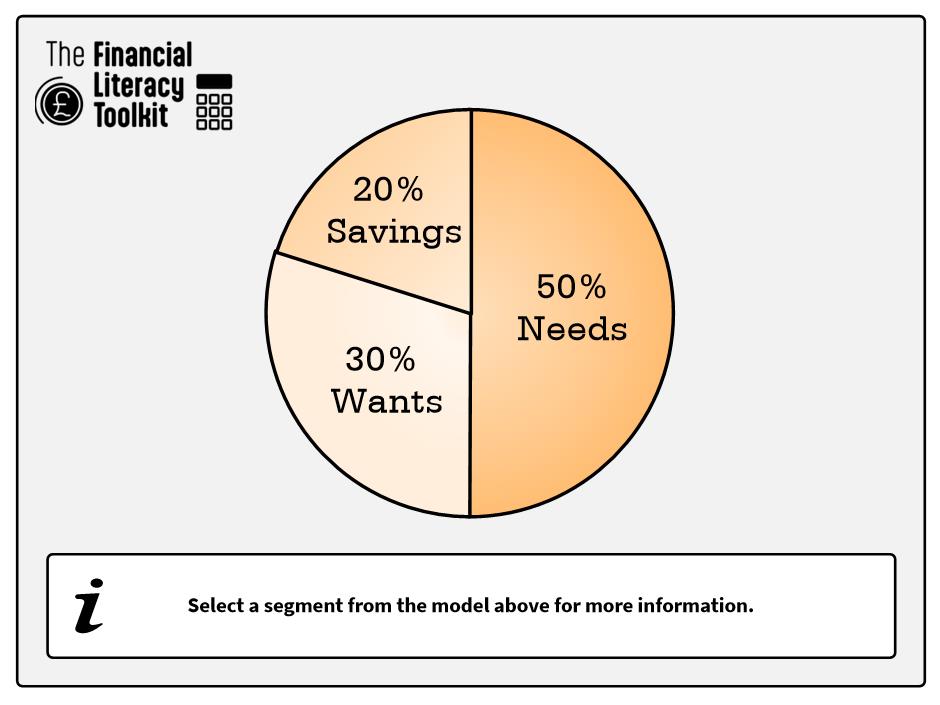 The Financial
Literacy
Toolkit
£
20%
Savings
50%
Needs
30%
Wants
i
Select a segment from the model above for more information.